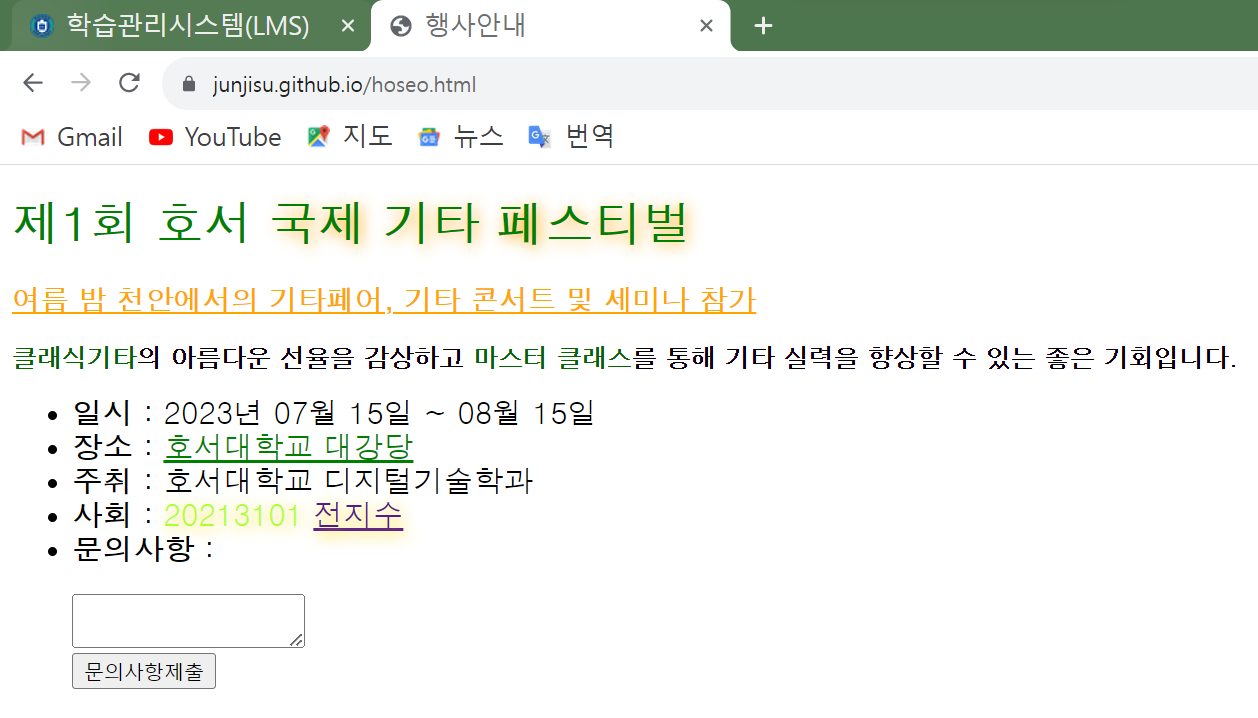 학습관리시스템(LMS) 행사안내
junjisu.github.io/hoseo.html
Gmail YouTube 지도 뉴스 번역
제1회 호서 국제 기타 페스티벌
여름 밤 천안에서의 기타페어, 기타 콘서트 및 세미나 참가
클래식기타의 아름다운 선율을 감상하고 마스터 클래스를 통해 기타 실력을 향상할 수 있는 좋은 기회입니다.
일시 : 2023년 07월 15일 ~ 08월 15일
장소 : 호서대학교 대강당
주취 : 호서대학교 디지털기술학과
사회 : 20213101 전지수
문의사항 :
문의사항제출